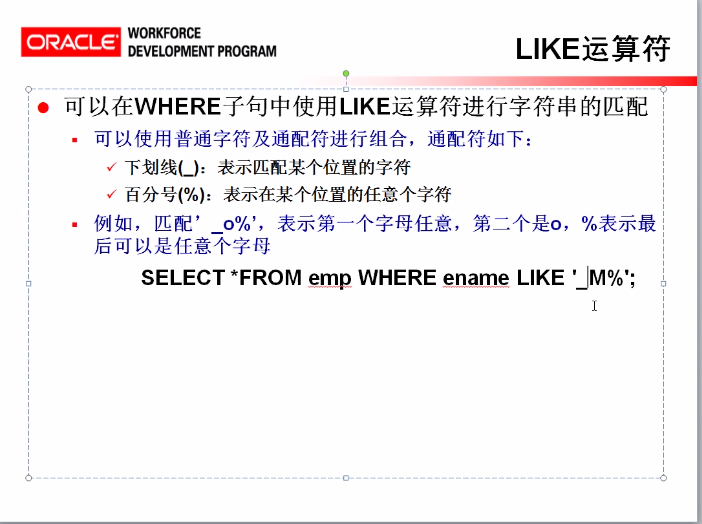 ORACLE
WORKFORCE
DEVELOPMENT PROGRAM
LIKE运算符
可以在WHERE子句中使用LIKE运算符进行字符串的匹配
可以使用普通字符及通配符进行组合，通配符如下：
下划线(_)：表示匹配某个位置的字符
百分号(%)：表示在某个位置的任意个字符
例如，匹配’_o%’，表示第一个字母任意，第二个是o，%表示最
后可以是任意个字母
SELECT *FROM emp WHERE ename LIKE '_M%';